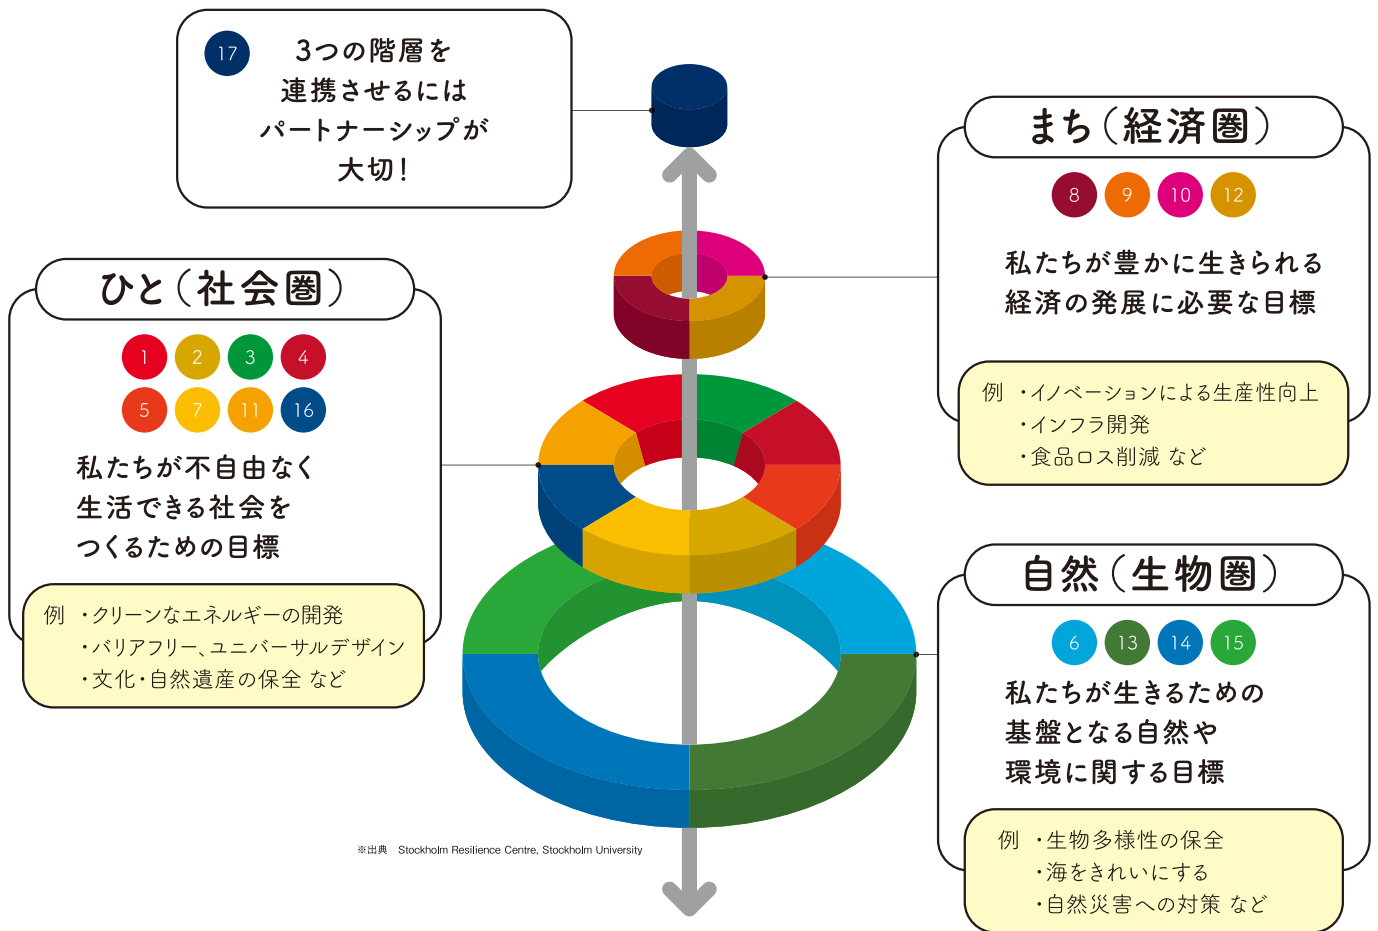 17
3つの階層を
連携させるには
パートナーシップが
大切！
まち（経済圏）
8 9 10 12
私たちが豊かに生きられる
経済の発展に必要な目標
例 ・イノベーションによる生産性向上
・インフラ開発
・食品ロス削減 など
ひと（社会圏）
1 2 3 4
5 7 11 16
私たちが不自由なく
生活できる社会を
つくるための目標
例 ・クリーンなエネルギーの開発
・バリアフリー、ユニバーサルデザイン
・文化・自然遺産の保全 など
自然（生物圏）
6 13 14 15
私たちが生きるための
基盤となる自然や
環境に関する目標
例 ・生物多様性の保全
・海をきれいにする
・自然災害への対策 など
※出典 Stockholm Resilience Centre, Stockholm University